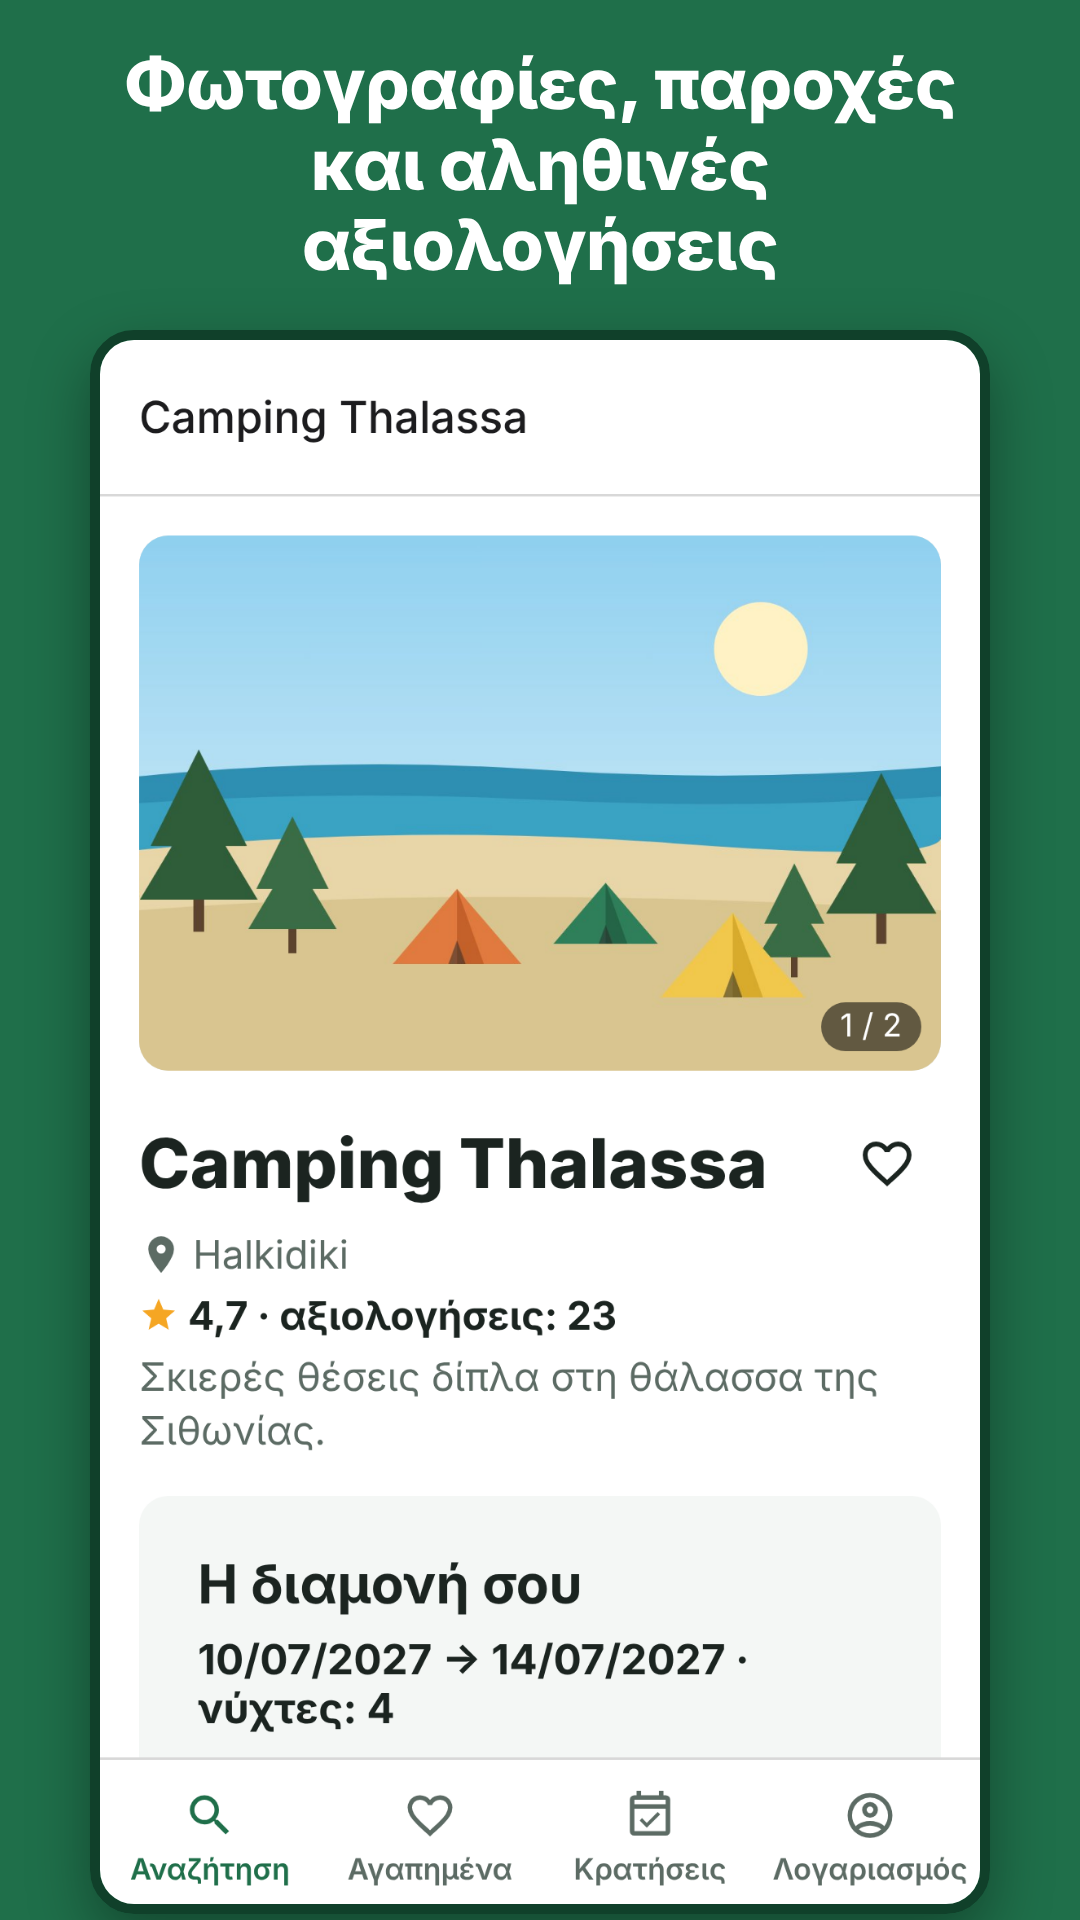 Φωτογραφίες, παροχές
και αληθινές
αξιολογήσεις
Camping Thalassa
1 / 2
Camping Thalassa
Halkidiki
4,7 · αξιολογήσεις: 23
Σκιερές θέσεις δίπλα στη θάλασσα της
Σιθωνίας.
Η διαμονή σου
10/07/2027 → 14/07/2027 ·
νύχτες: 4
Αναζήτηση Αγαπημένα Κρατήσεις Λογαριασμός